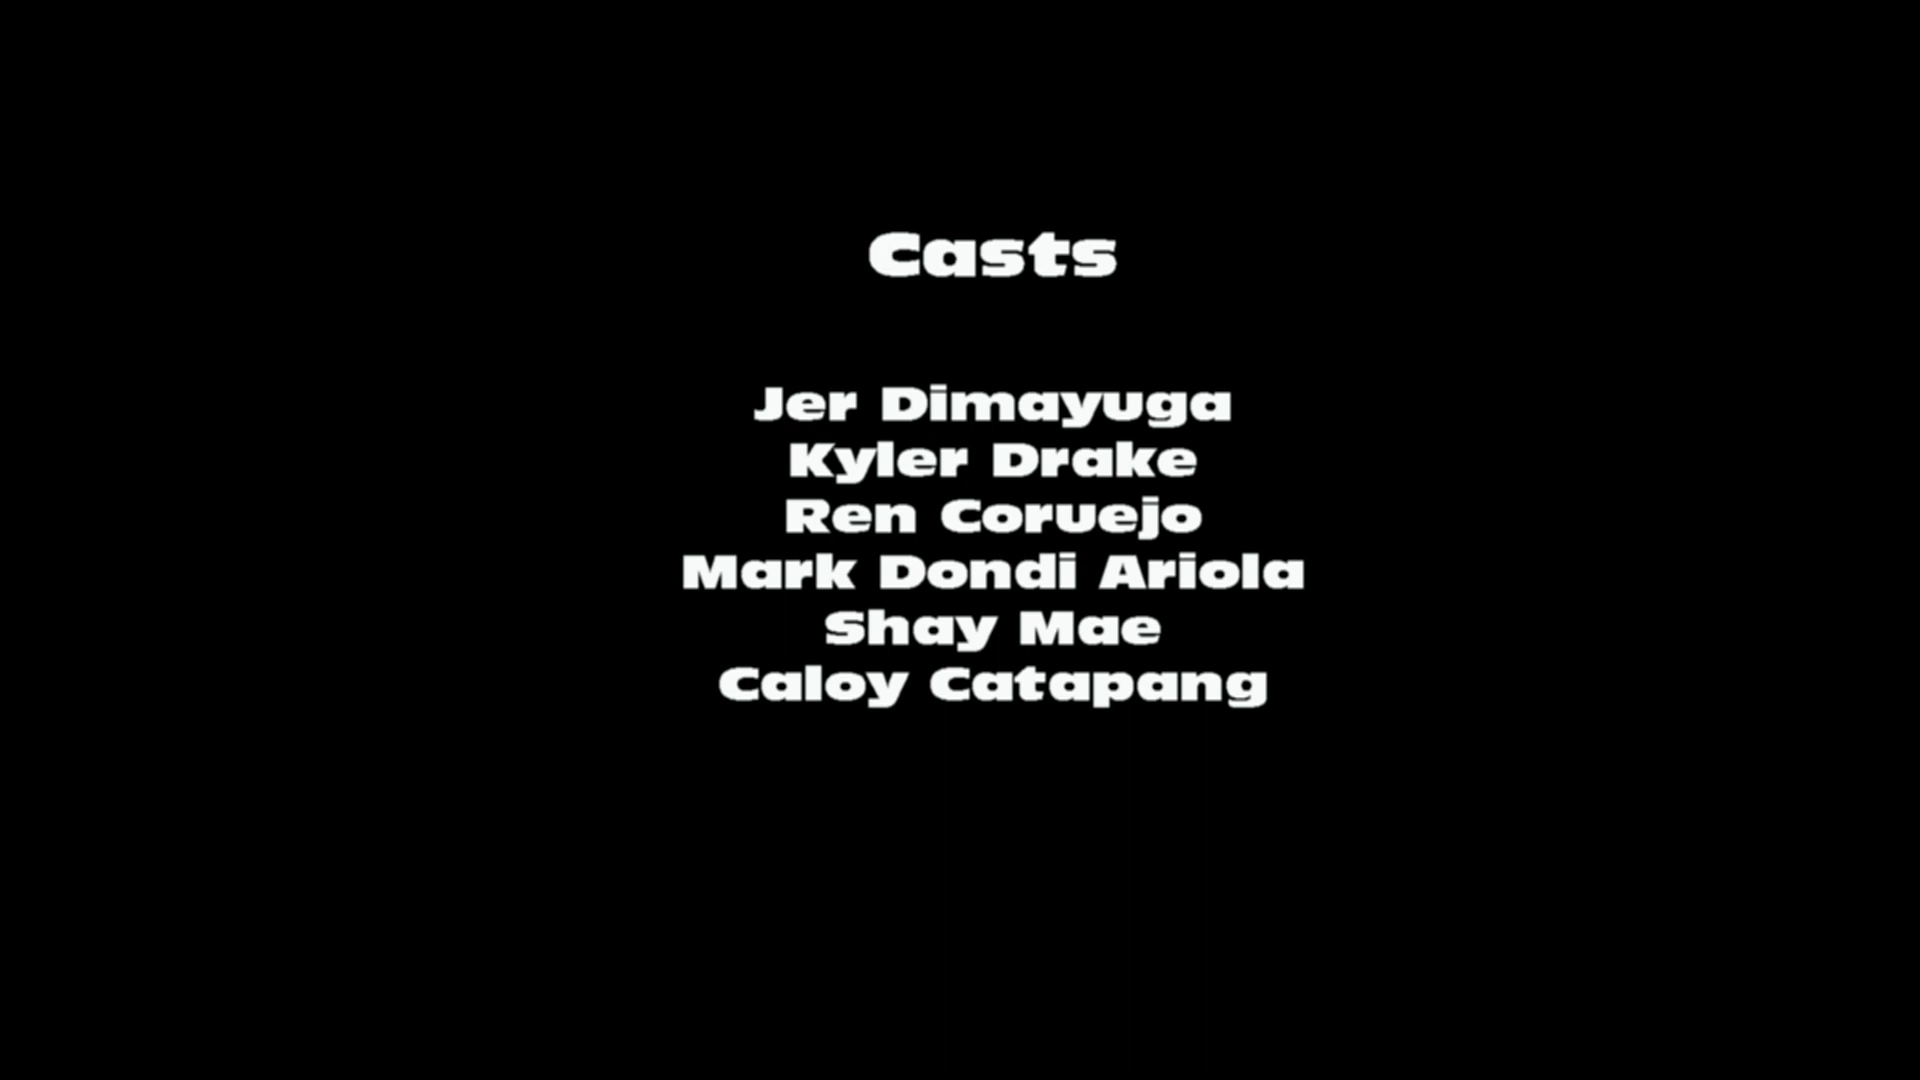 Casts
Jer Dimayuga
Kyler Drake
Ren Coruejo
Mark Dondi Ariola
Shay Mae
Caloy Catapang